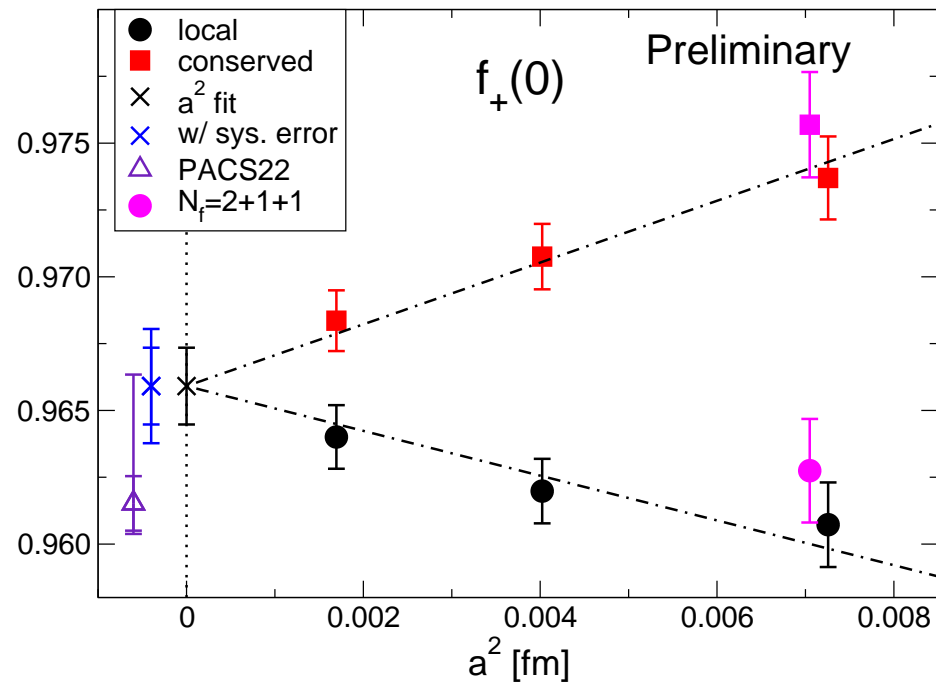 local
conserved
a² fit
w/ sys. error
PACS22
N_f=2+1+1
f_+(0)
Preliminary
0.975
0.970
0.965
0.960
0 0.002 0.004 0.006 0.008
a² [fm]